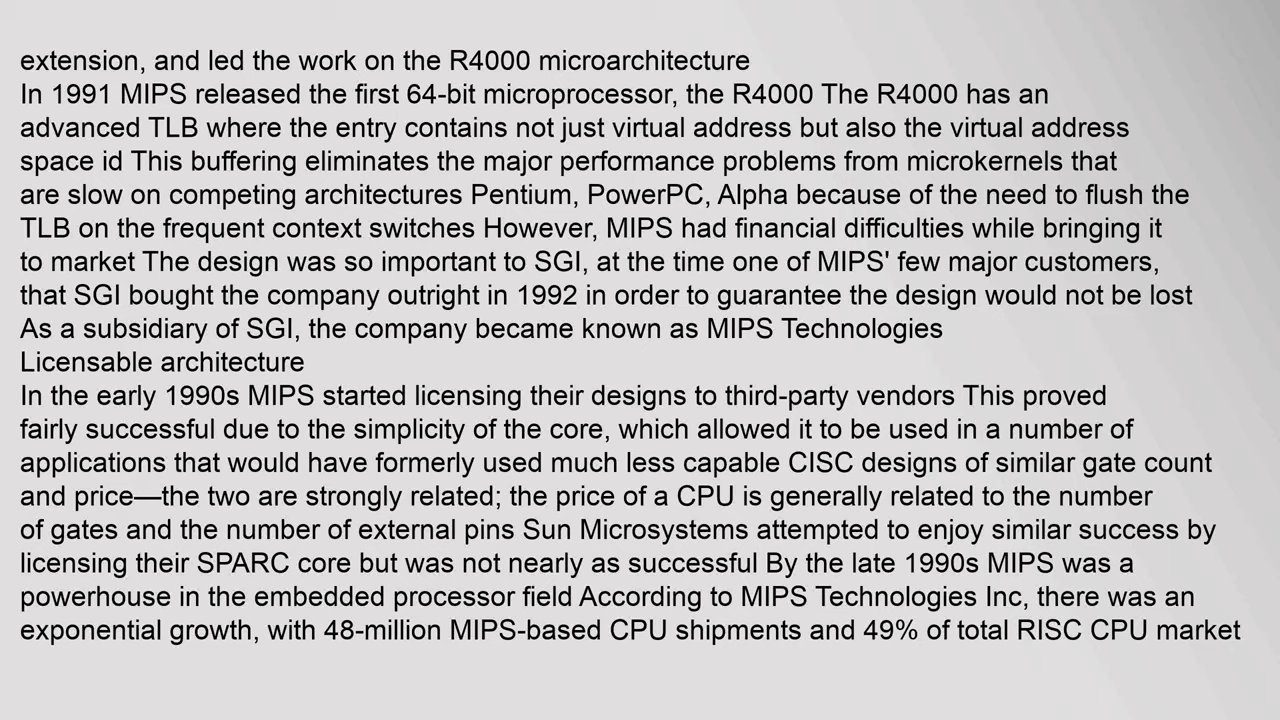 extension, and led the work on the R4000 microarchitecture
In 1991 MIPS released the first 64-bit microprocessor, the R4000 The R4000 has an
advanced TLB where the entry contains not just virtual address but also the virtual address
space id This buffering eliminates the major performance problems from microkernels that
are slow on competing architectures Pentium, PowerPC, Alpha because of the need to flush the
TLB on the frequent context switches However, MIPS had financial difficulties while bringing it
to market The design was so important to SGI, at the time one of MIPS' few major customers,
that SGI bought the company outright in 1992 in order to guarantee the design would not be lost
As a subsidiary of SGI, the company became known as MIPS Technologies
Licensable architecture
In the early 1990s MIPS started licensing their designs to third-party vendors This proved
fairly successful due to the simplicity of the core, which allowed it to be used in a number of
applications that would have formerly used much less capable CISC designs of similar gate count
and price—the two are strongly related; the price of a CPU is generally related to the number
of gates and the number of external pins Sun Microsystems attempted to enjoy similar success by
licensing their SPARC core but was not nearly as successful By the late 1990s MIPS was a
powerhouse in the embedded processor field According to MIPS Technologies Inc, there was an
exponential growth, with 48-million MIPS-based CPU shipments and 49% of total RISC CPU market